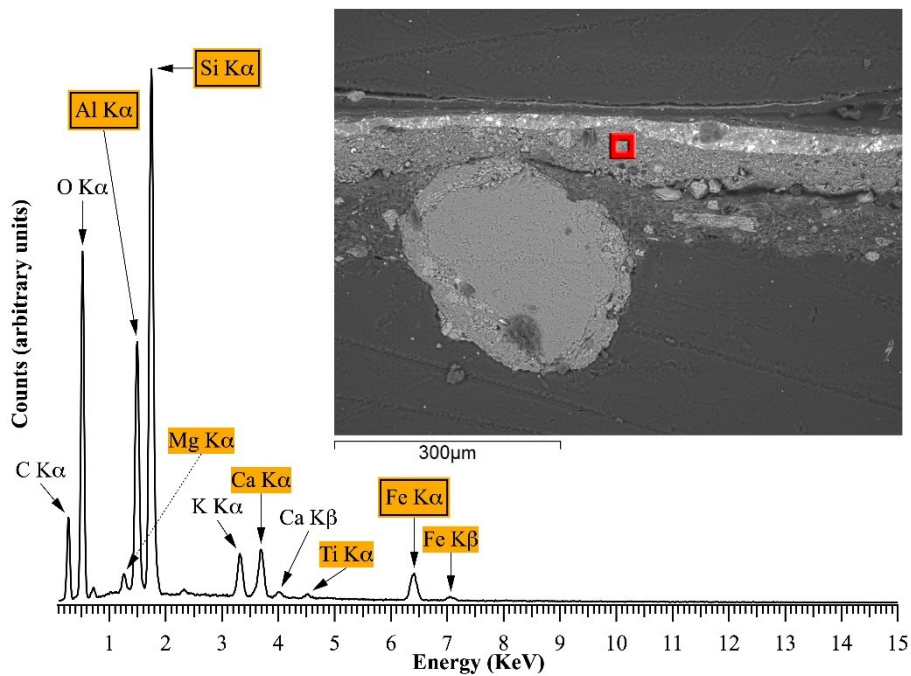 Si Kα
Al Kα
O Kα
Mg Kα
C Kα
K Kα
Ca Kα
Ca Kβ
Ti Kα
Fe Kα
Fe Kβ
300µm
Counts (arbitrary units)
1 2 3 4 5 6 7 8 9 10 11 12 13 14 15
Energy (KeV)